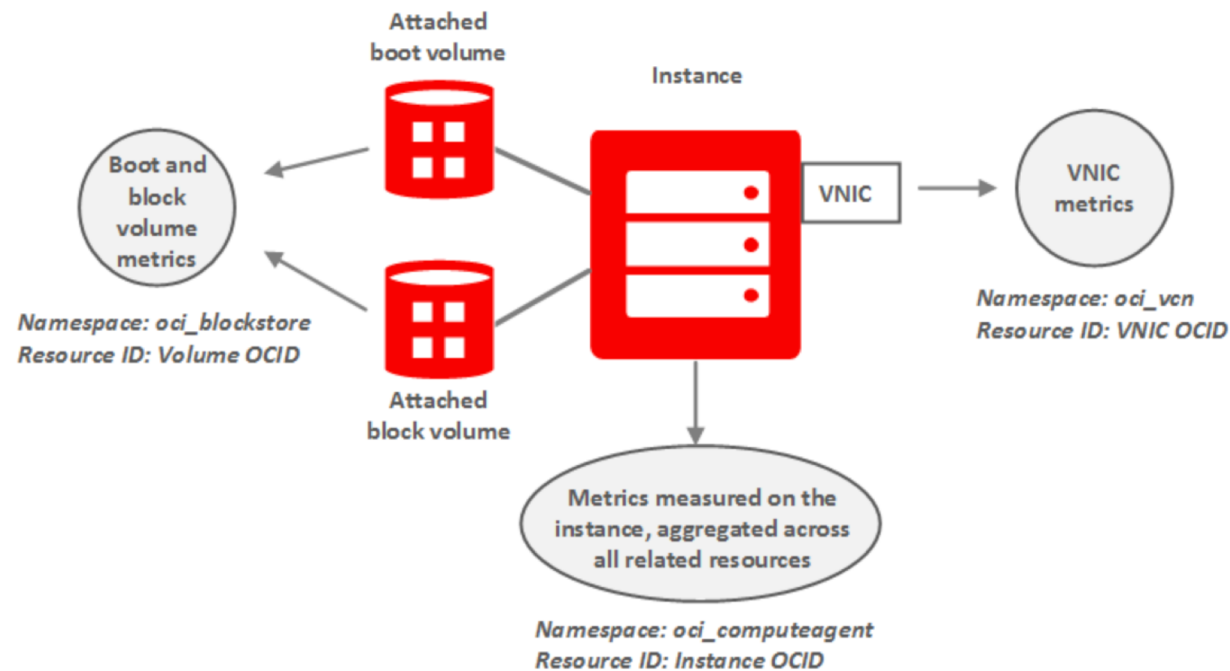 Attached
boot volume
Instance
Boot and
block
volume
metrics
VNIC
VNIC
metrics
Namespace: oci_blockstore
Resource ID: Volume OCID
Namespace: oci_vcn
Resource ID: VNIC OCID
Attached
block volume
Metrics measured on the
instance, aggregated across
all related resources
Namespace: oci_computeagent
Resource ID: Instance OCID